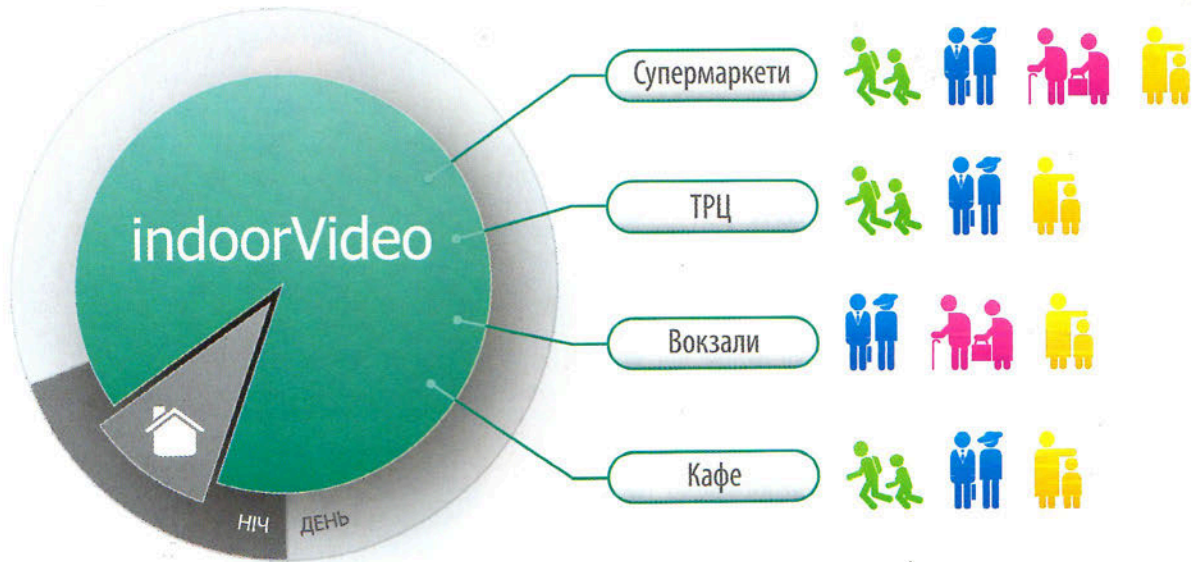 Супермаркети
ТРЦ
indoorVideo
Вокзали
Кафе
НІЧ ДЕНЬ